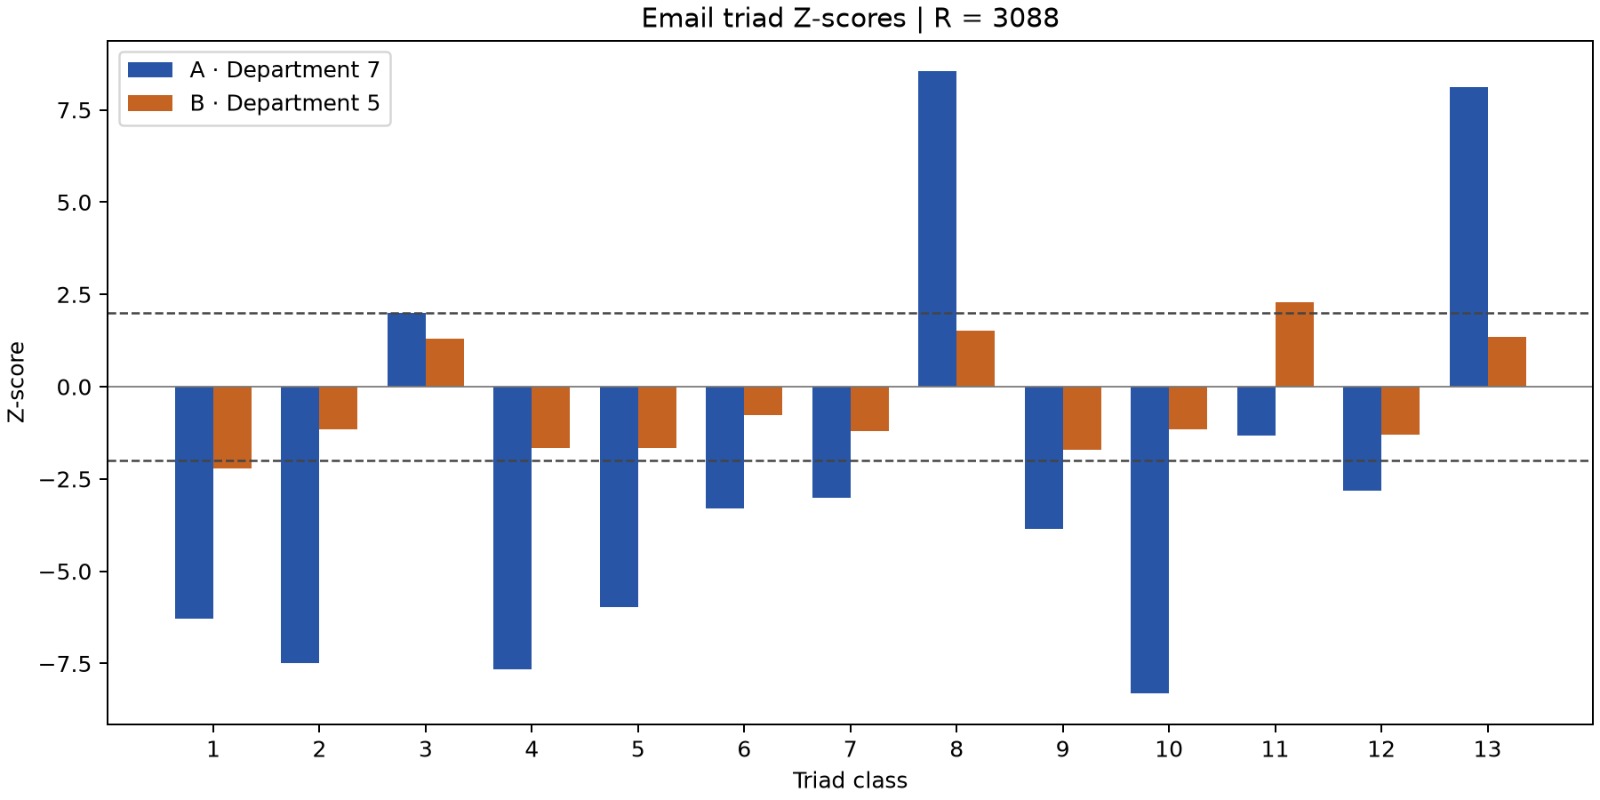 Email triad Z-scores | R = 3088
A · Department 7
B · Department 5
7.5
5.0
2.5
0.0
−2.5
−5.0
−7.5
Z-score
1 2 3 4 5 6 7 8 9 10 11 12 13
Triad class